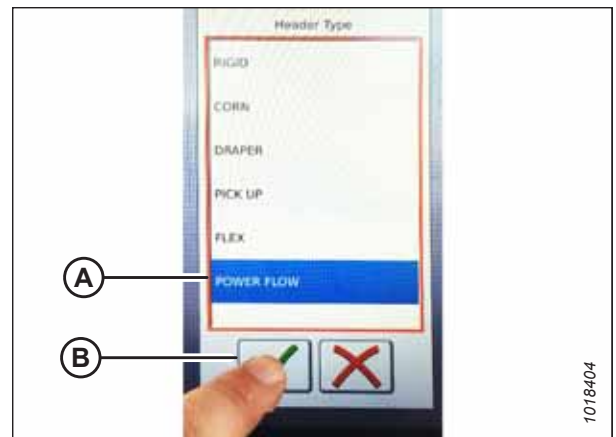 Header Type
RIGID
CORN
DRAPER
PICK UP
FLEX
POWER FLOW
A
B
1018404